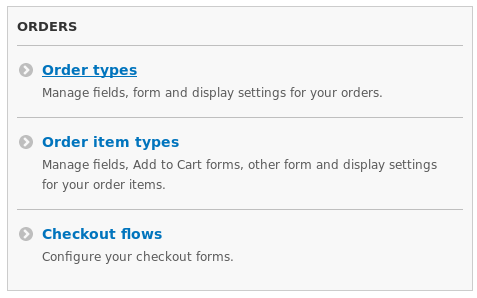 ORDERS
Order types
Manage fields, form and display settings for your orders.
Order item types
Manage fields, Add to Cart forms, other form and display settings
for your order items.
Checkout flows
Configure your checkout forms.